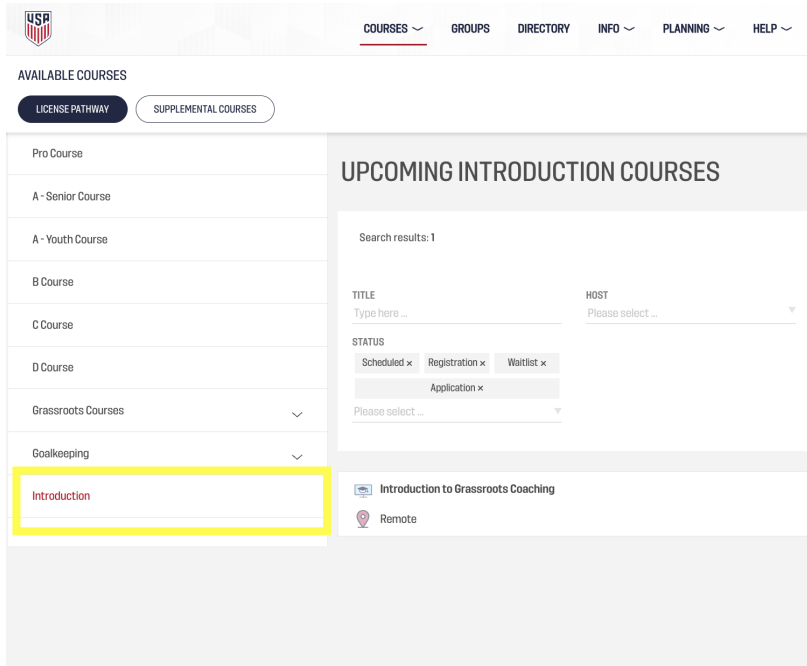 USA
COURSES GROUPS DIRECTORY INFO PLANNING HELP
AVAILABLE COURSES
LICENSE PATHWAY SUPPLEMENTAL COURSES
Pro Course
A - Senior Course
A - Youth Course
B Course
C Course
D Course
Grassroots Courses
Goalkeeping
Introduction
UPCOMING INTRODUCTION COURSES
Search results: 1
TITLE
Type here ...
HOST
Please select ...
STATUS
Scheduled × Registration × Waitlist ×
Application ×
Please select ...
Introduction to Grassroots Coaching
Remote